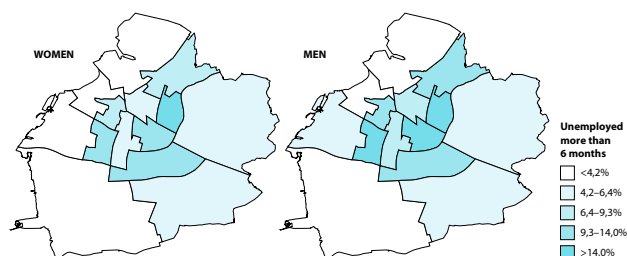 WOMEN
MEN
Unemployed
more than
6 months
<4,2%
4,2–6,4%
6,4–9,3%
9,3–14,0%
>14,0%